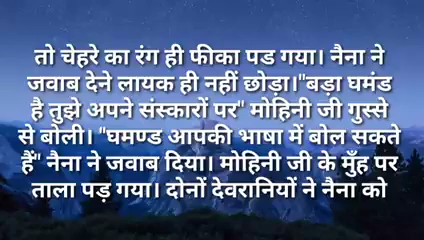 तो चेहरे का रंग ही फीका पड गया। नैना ने
जवाब देने लायक ही नहीं छोड़ा।"बड़ा घमंड
है तुझे अपने संस्कारों पर" मोहिनी जी गुस्से
से बोली। "घमण्ड आपकी भाषा में बोल सकते
हैं" नैना ने जवाब दिया। मोहिनी जी के मुँह पर
ताला पड़ गया। दोनों देवरानियों ने नैना को